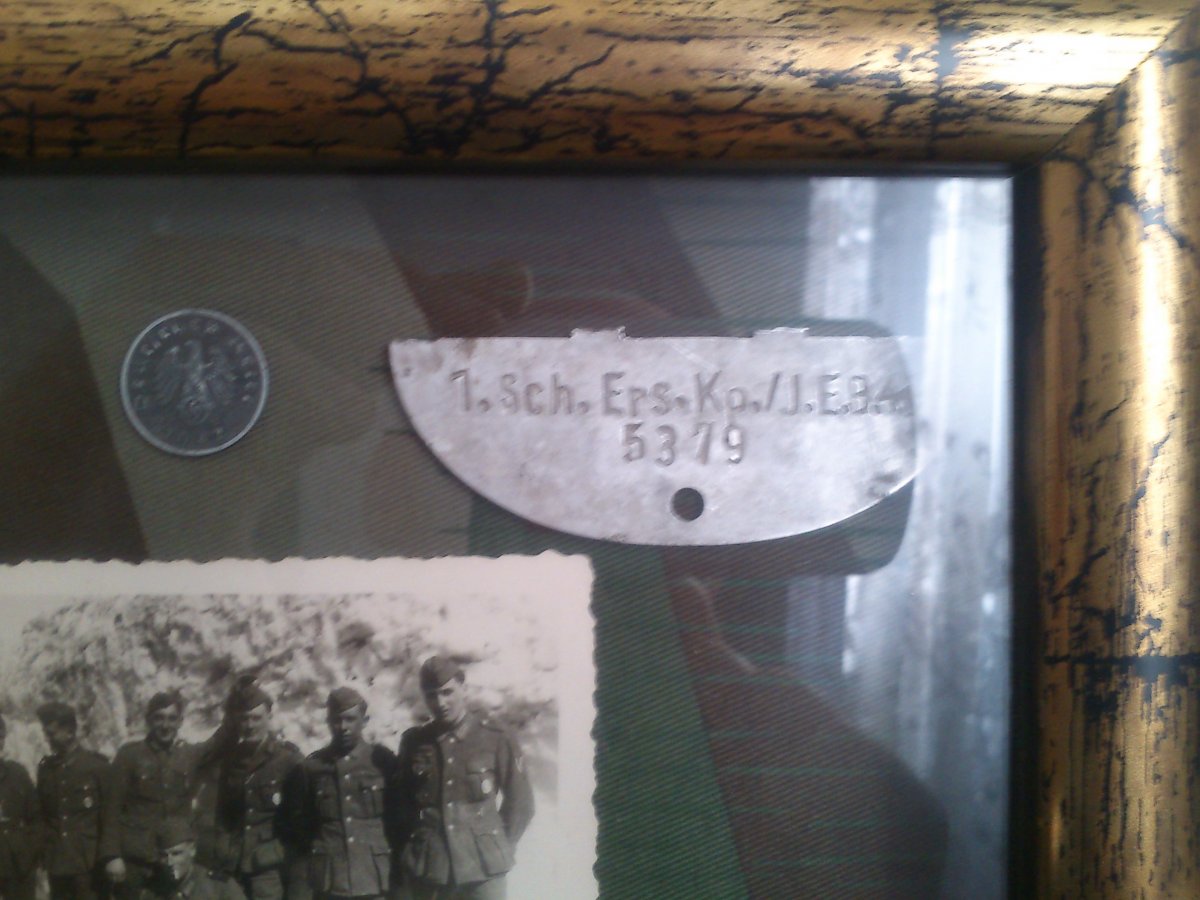 1. Sch. Ers. Kp./J.E.B.4.
5379